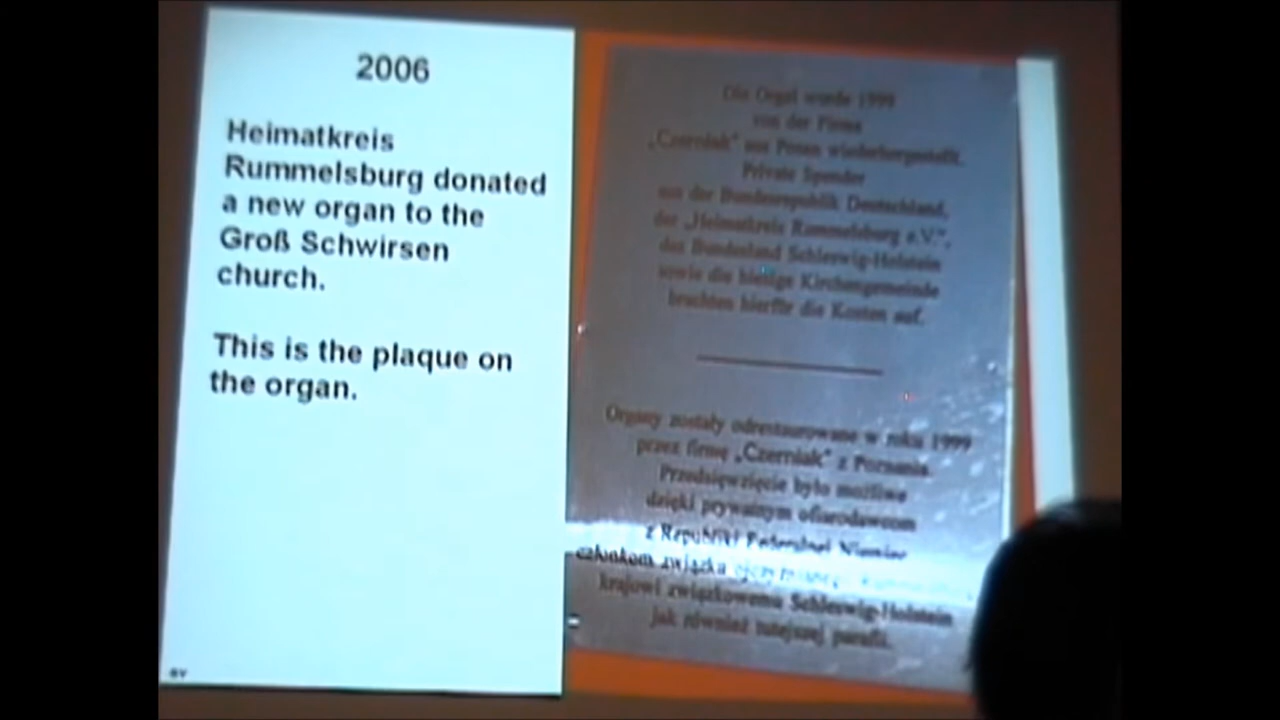 2006
Heimatkreis
Rummelsburg donated
a new organ to the
Groß Schwirsen
church.
This is the plaque on
the organ.
Die Orgel wurde 1999
von der Firma
„Czerniak“ aus Posen wiederhergestellt.
Private Spender
aus der Bundesrepublik Deutschland,
der „Heimatkreis Rummelsburg e.V.“,
das Bundesland Schleswig-Holstein
sowie die hiesige Kirchengemeinde
brachten hierfür die Kosten auf.
Organy zostały odrestaurowane w roku 1999
przez firmę „Czerniak“ z Poznania.
Przedsięwzięcie było możliwe
dzięki prywatnym ofiarodawcom
z Republiki Federalnej Niemiec
członkom związku
krajowi związkowemu Schleswig-Holstein
jak również tutejszej parafii.